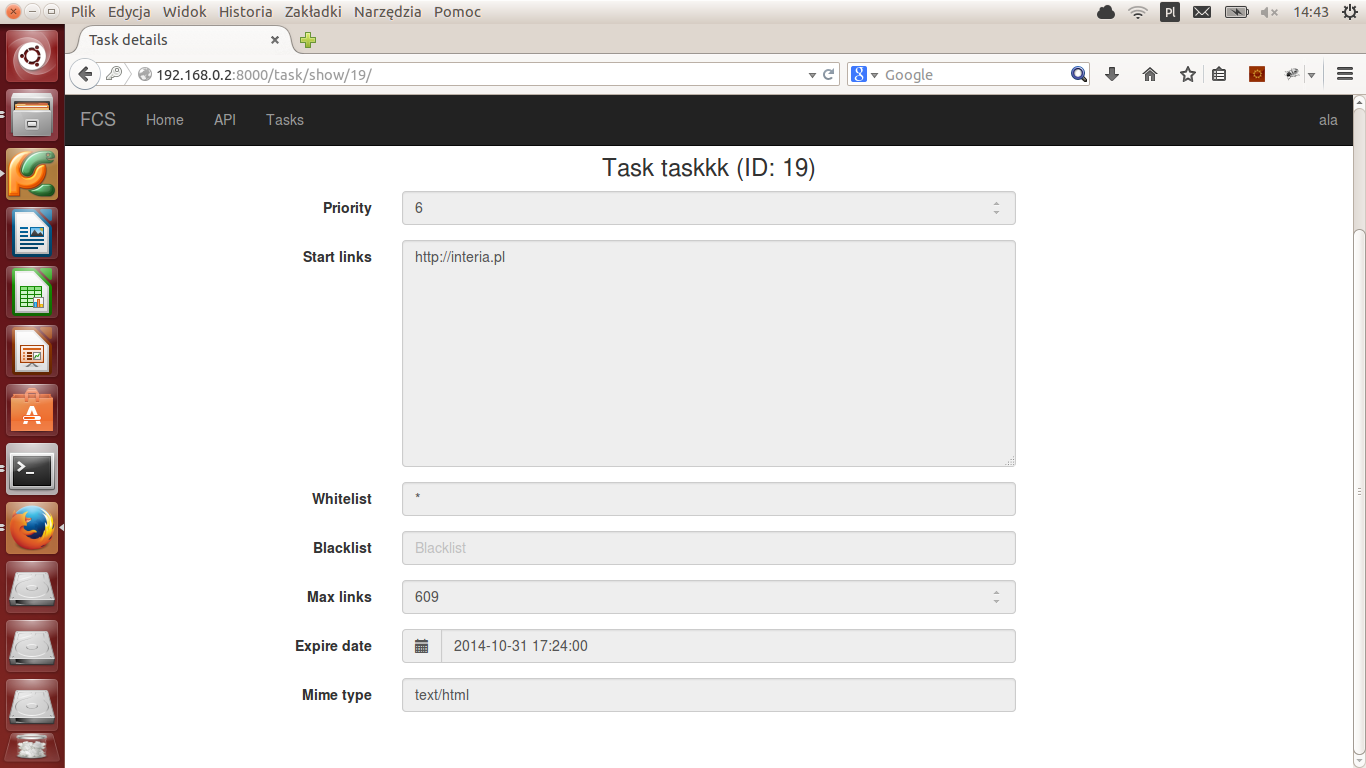 Plik Edycja Widok Historia Zakładki Narzędzia Pomoc Pl 14:43
Task details
192.168.0.2:8000/task/show/19/ Google
FCS Home API Tasks ala
Task taskkk (ID: 19)
Priority 6
Start links http://interia.pl
Whitelist *
Blacklist Blacklist
Max links 609
Expire date 2014-10-31 17:24:00
Mime type text/html